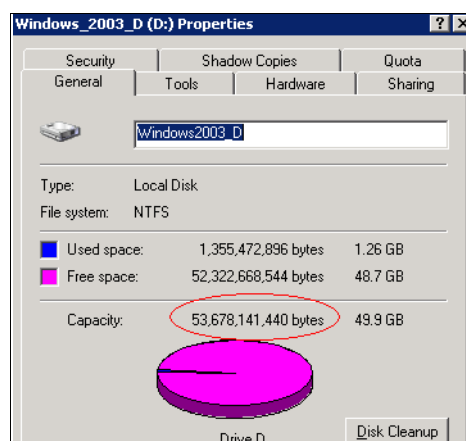 Windows_2003_D (D:) Properties
Security Shadow Copies Quota
General Tools Hardware Sharing
Windows2003_D
Type: Local Disk
File system: NTFS
Used space: 1,355,472,896 bytes 1.26 GB
Free space: 52,322,668,544 bytes 48.7 GB
Capacity: 53,678,141,440 bytes 49.9 GB
Drive D
Disk Cleanup